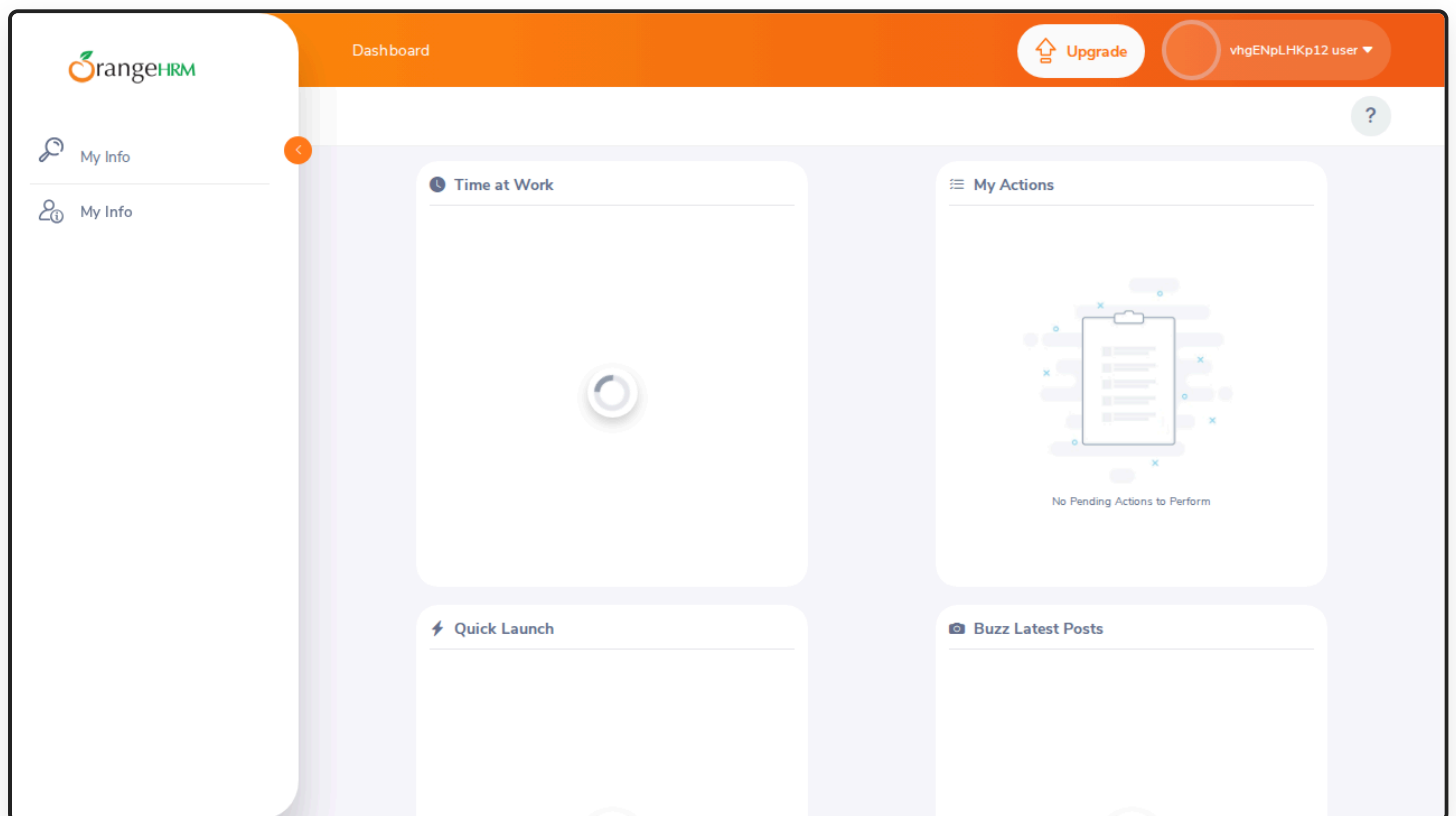 OrangeHRM
Dashboard
Upgrade
vhgENpLHKp12 user
?
My Info
My Info
Time at Work
My Actions
No Pending Actions to Perform
Quick Launch
Buzz Latest Posts